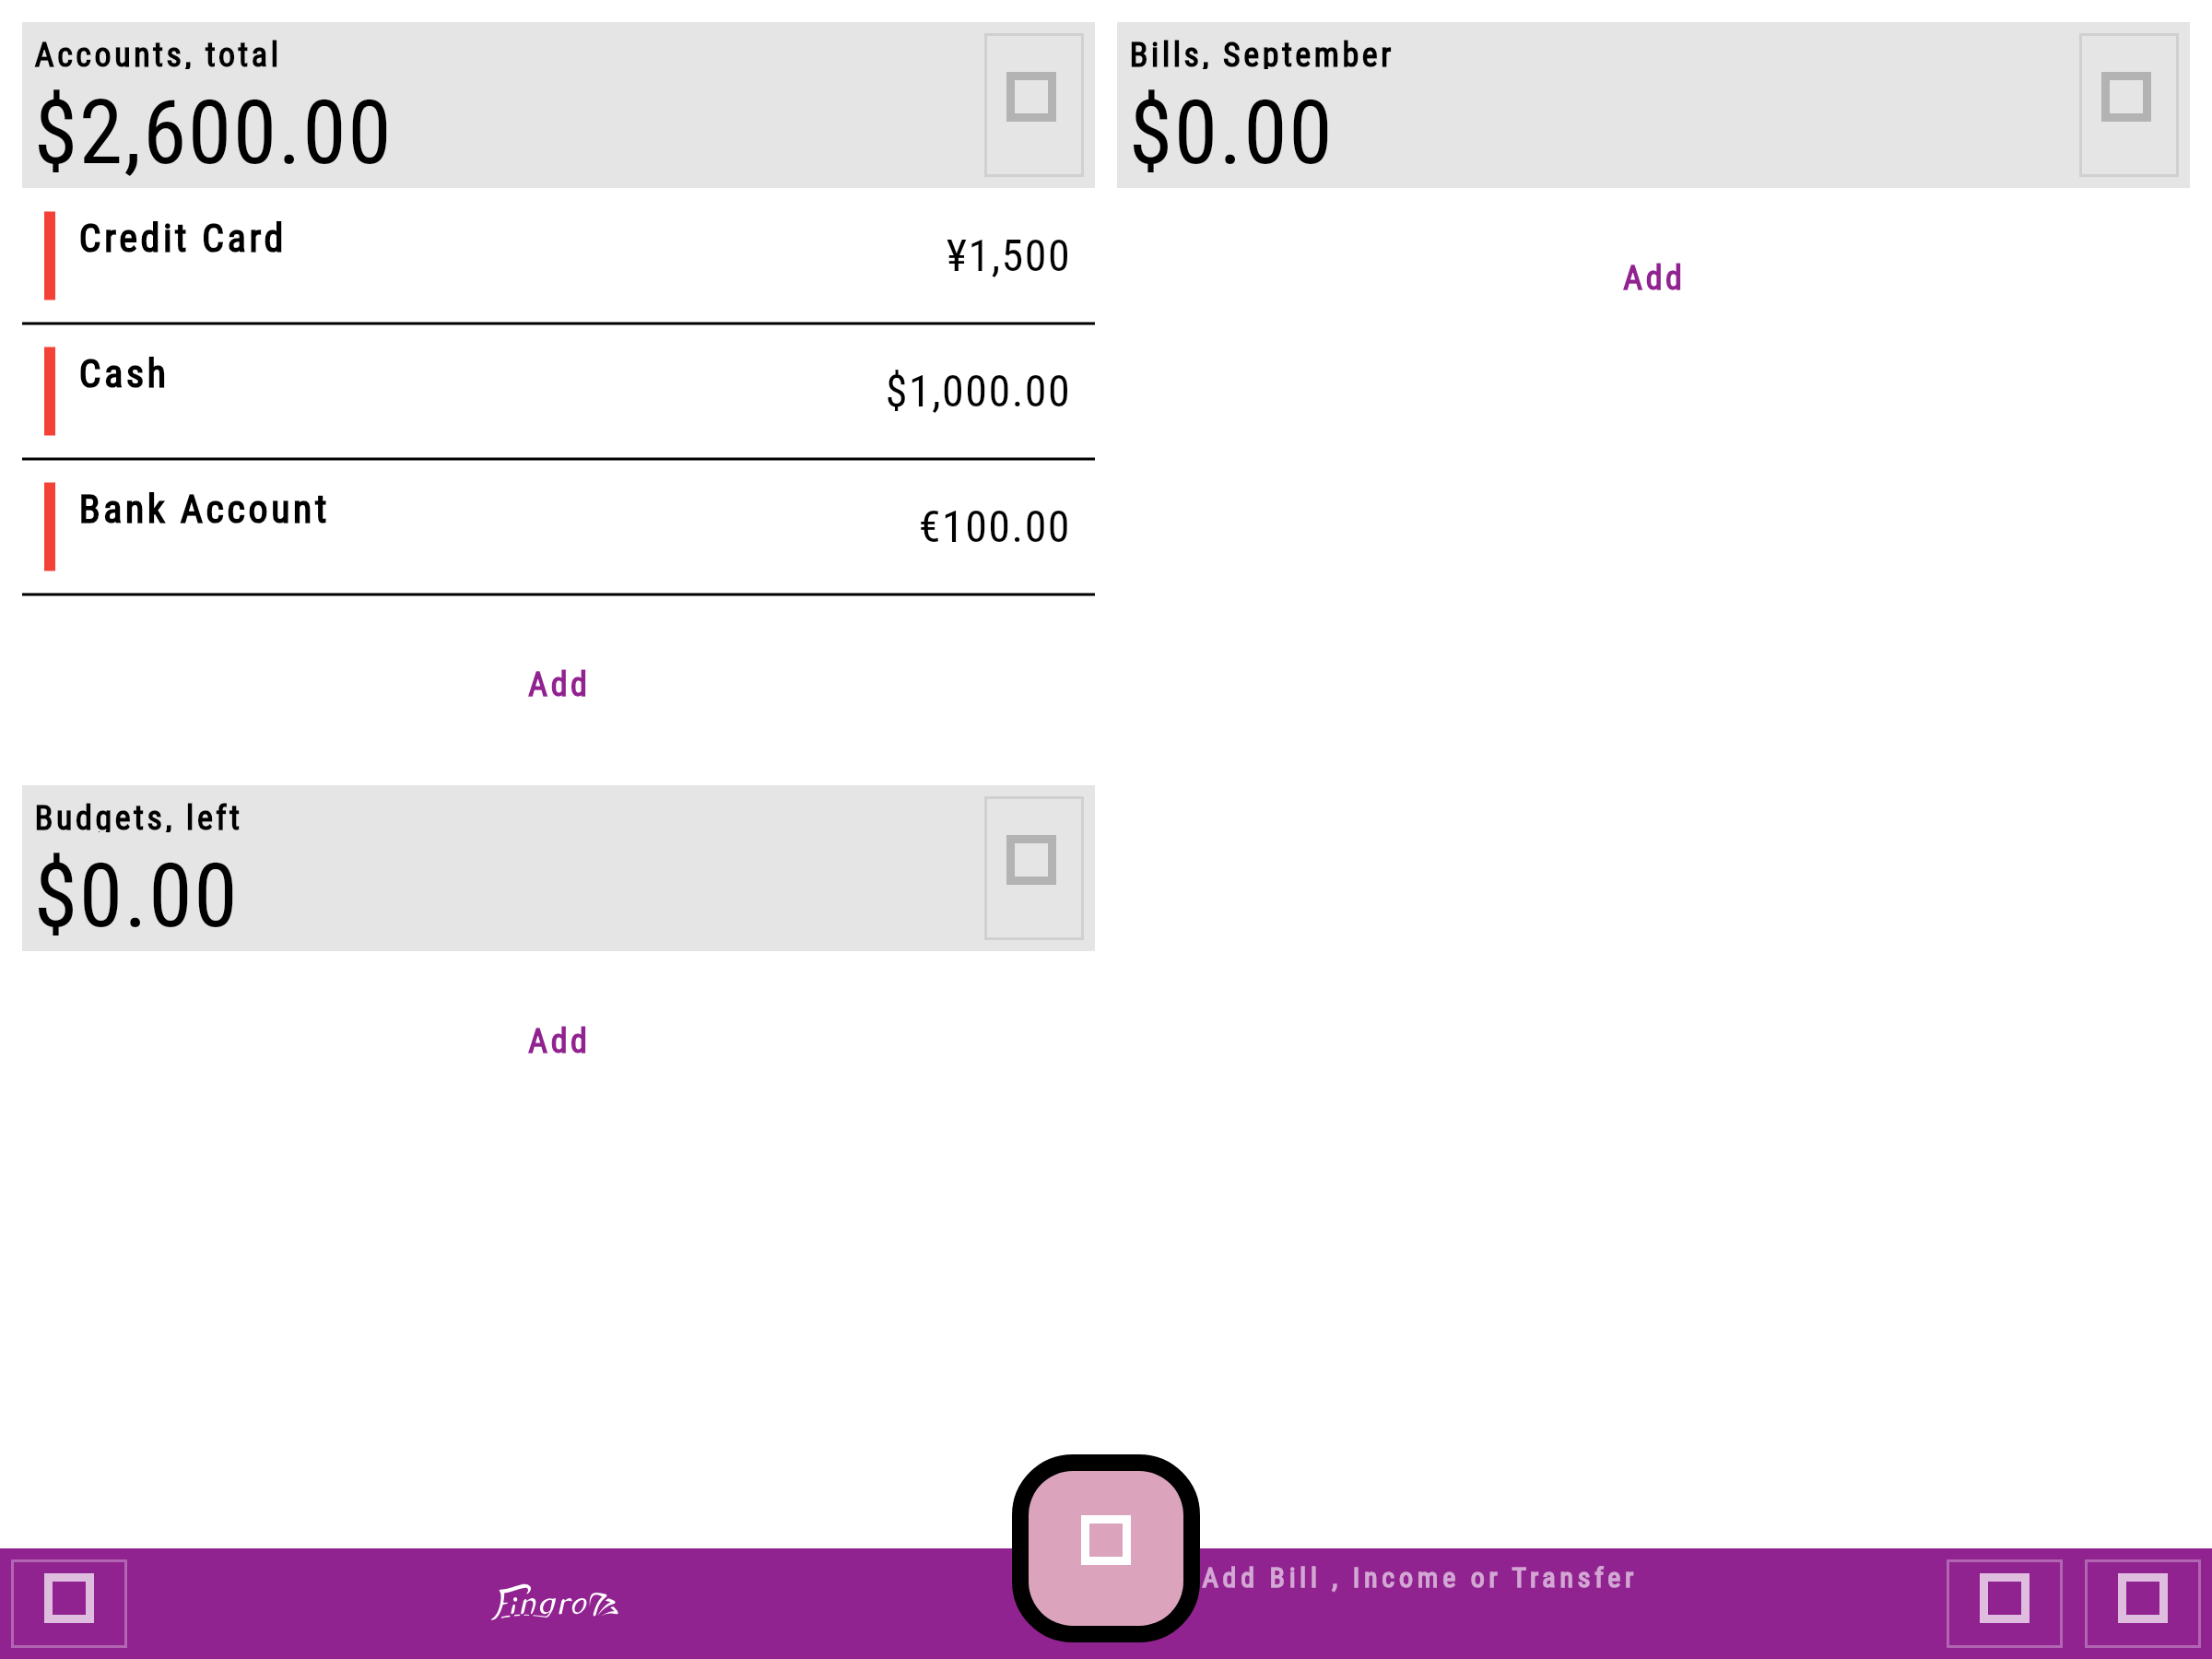 Accounts, total
$2,600.00
Credit Card
¥1,500
Cash
$1,000.00
Bank Account
€100.00
Add
Budgets, left
$0.00
Add
Bills, September
$0.00
Add
Add Bill , Income or Transfer